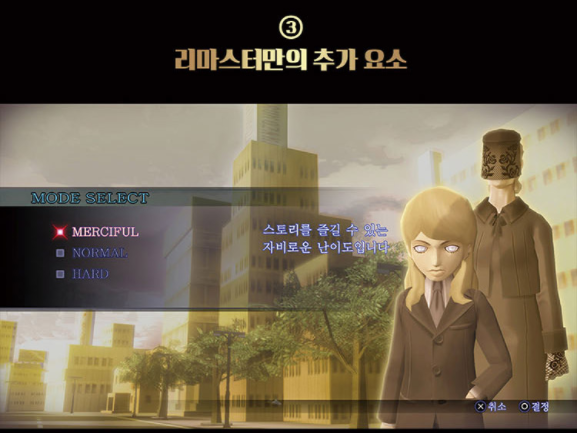 ③
리마스터만의 추가 요소
MODE SELECT
MERCIFUL
NORMAL
HARD
스토리를 즐길 수 있는
자비로운 난이도입니다
취소 결정